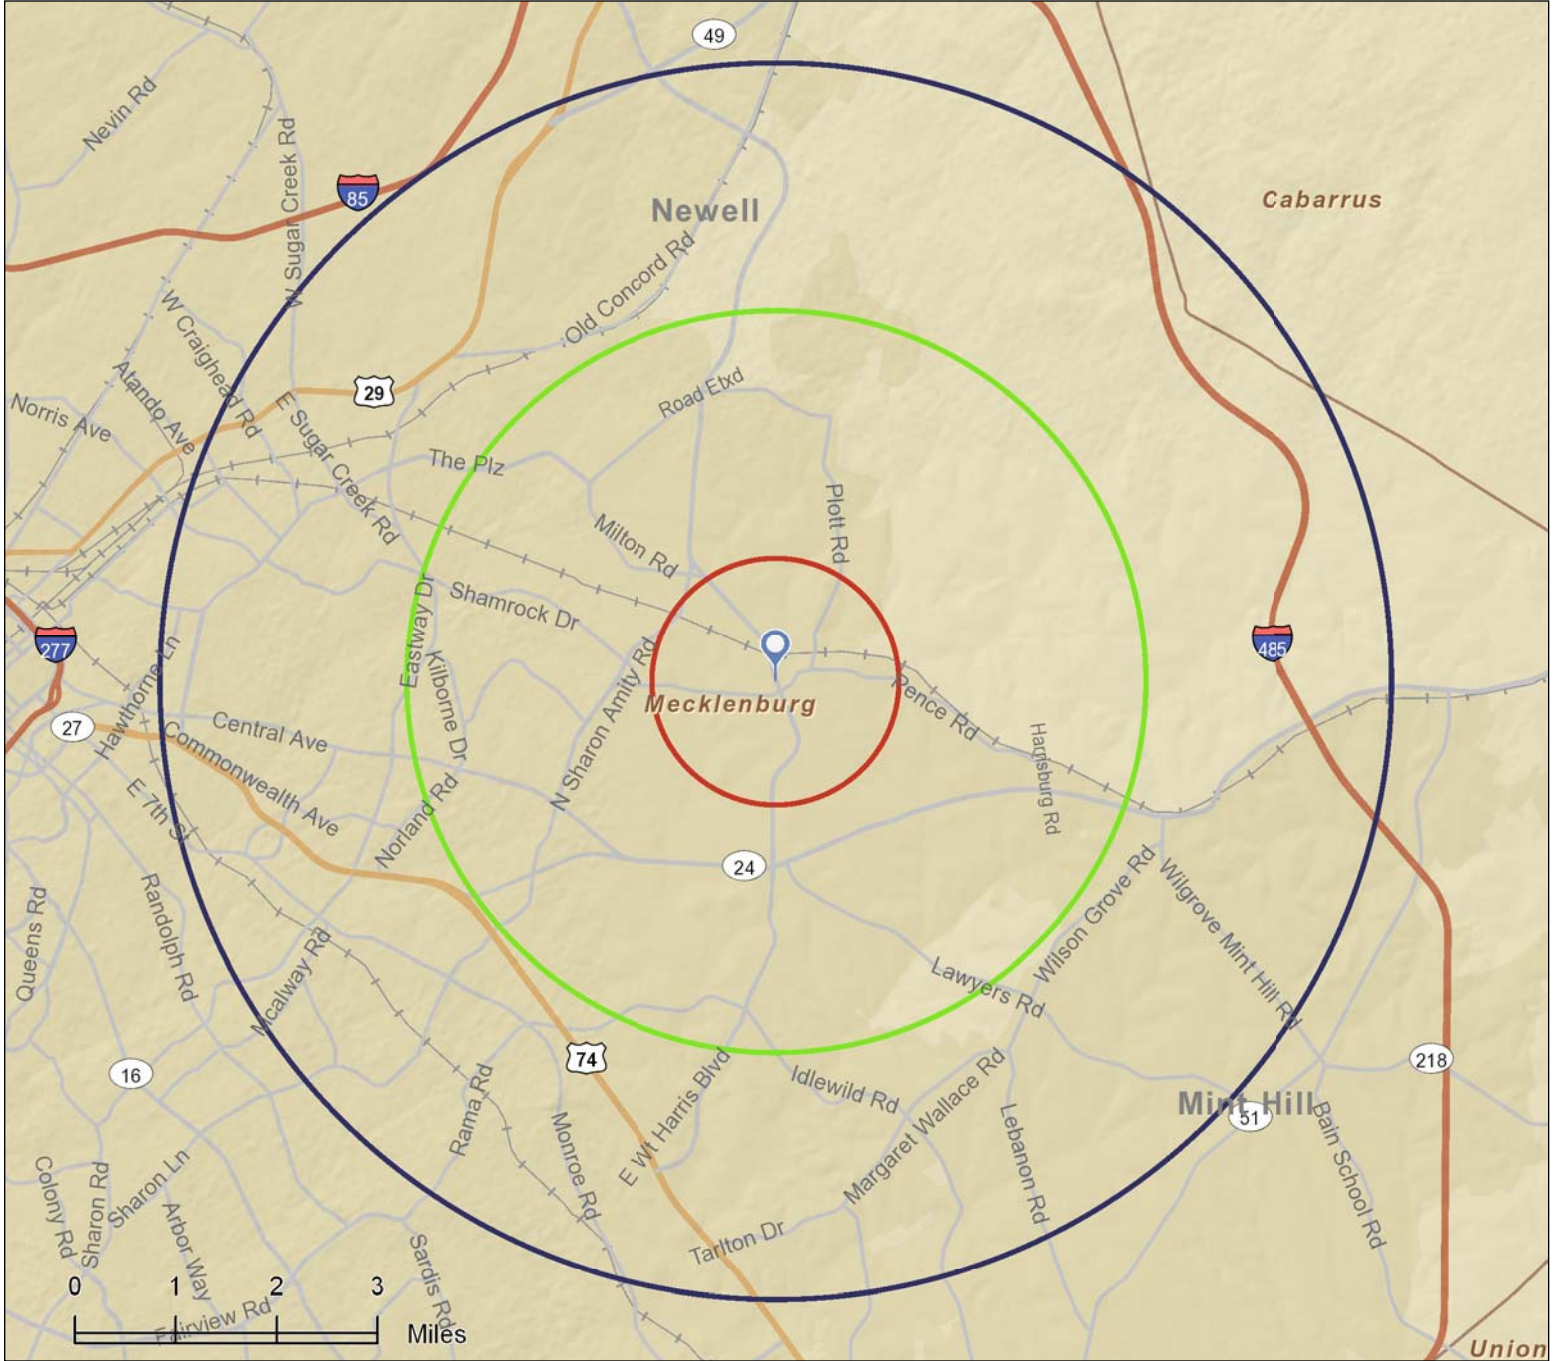 49
Nevin Rd
W Sugar Creek Rd
85
Newell
Cabarrus
Old Concord Rd
W Craighead Rd
Atando Ave
29
Norris Ave
E Sugar Creek Rd
Road Etxd
The Plz
Plott Rd
Milton Rd
Shamrock Dr
Eastway Dr
277
485
Hawthorne Ln
Kilborne Dr
N Sharon Amity Rd
Mecklenburg
Pence Rd
27
Central Ave
Commonwealth Ave
Harrisburg Rd
E 7th St
Norland Rd
24
Queens Rd
Randolph Rd
Wilson Grove Rd
Wilgrove Mint Hill Rd
Mcalway Rd
Lawyers Rd
74
16
218
Rama Rd
Idlewild Rd
E Wt Harris Blvd
Margaret Wallace Rd
Mint Hill
51
Monroe Rd
Lebanon Rd
Bain School Rd
Colony Rd
Sharon Rd
Sharon Ln
Arbor Way
Tarlton Dr
Sardis Rd
0 1 2 3
Fairview Rd
Miles
Union